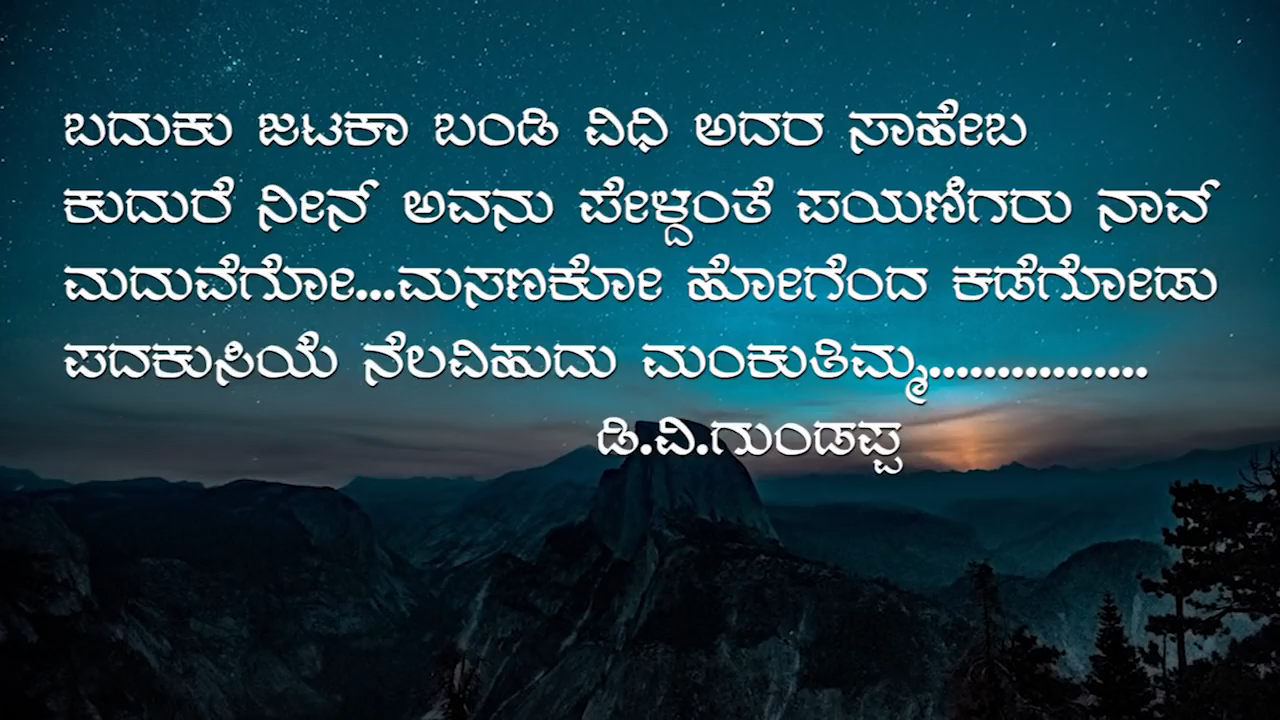 ಬದುಕು ಜಟಕಾ ಬಂಡಿ ವಿಧಿ ಅದರ ಸಾಹೇಬ
ಕುದುರೆ ನೀನ್ ಅವನು ಪೇಳ್ದಂತೆ ಪಯಣಿಗರು ನಾವ್
ಮದುವೆಗೋ...ಮಸಣಕೋ ಹೋಗೆಂದ ಕಡೆಗೋಡು
ಪದಕುಸಿಯೆ ನೆಲವಿಹುದು ಮಂಕುತಿಮ್ಮ................
ಡಿ.ವಿ.ಗುಂಡಪ್ಪ